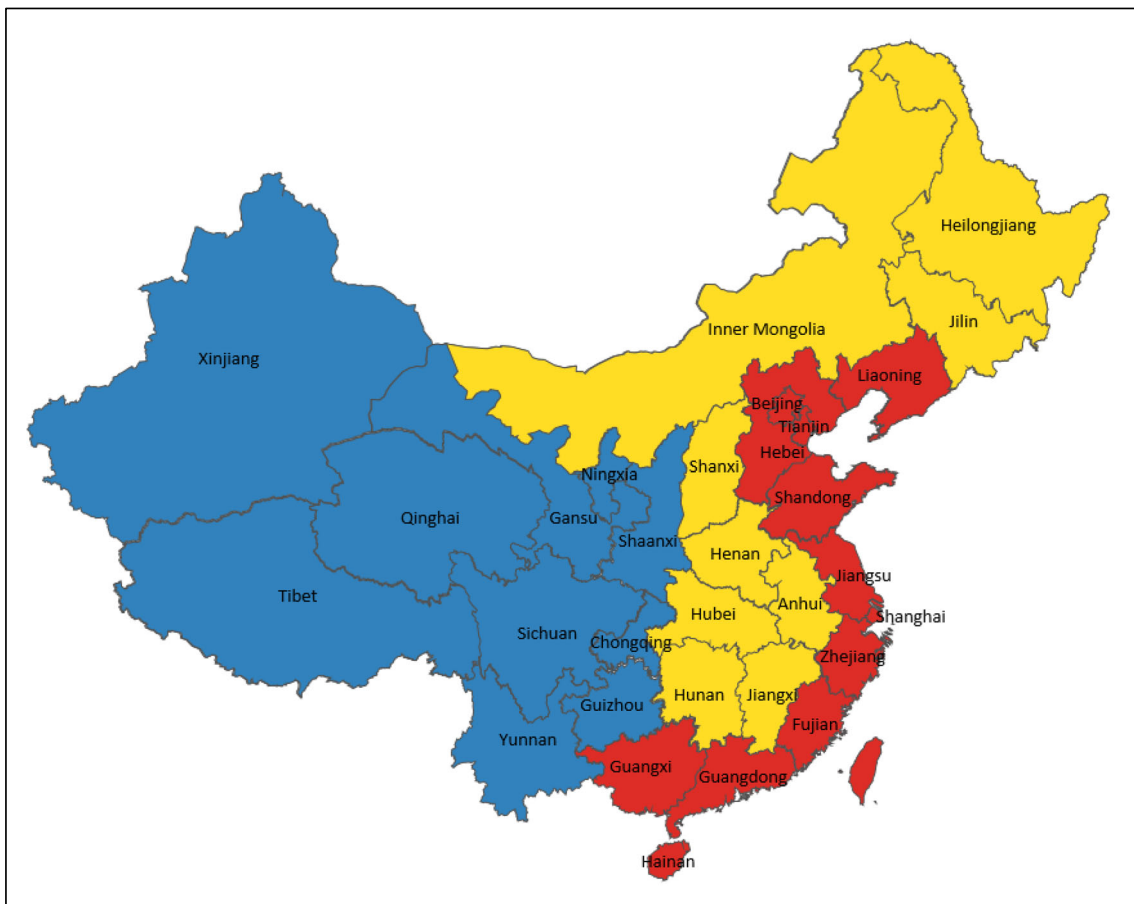 Heilongjiang
Jilin
Inner Mongolia
Xinjiang
Liaoning
Beijing
Tianjin
Hebei
Shanxi
Ningxia
Shandong
Gansu
Qinghai
Shaanxi
Henan
Jiangsu
Tibet
Anhui
Hubei
Shanghai
Sichuan
Chongqing
Zhejiang
Hunan
Jiangxi
Guizhou
Fujian
Yunnan
Guangxi
Guangdong
Hainan